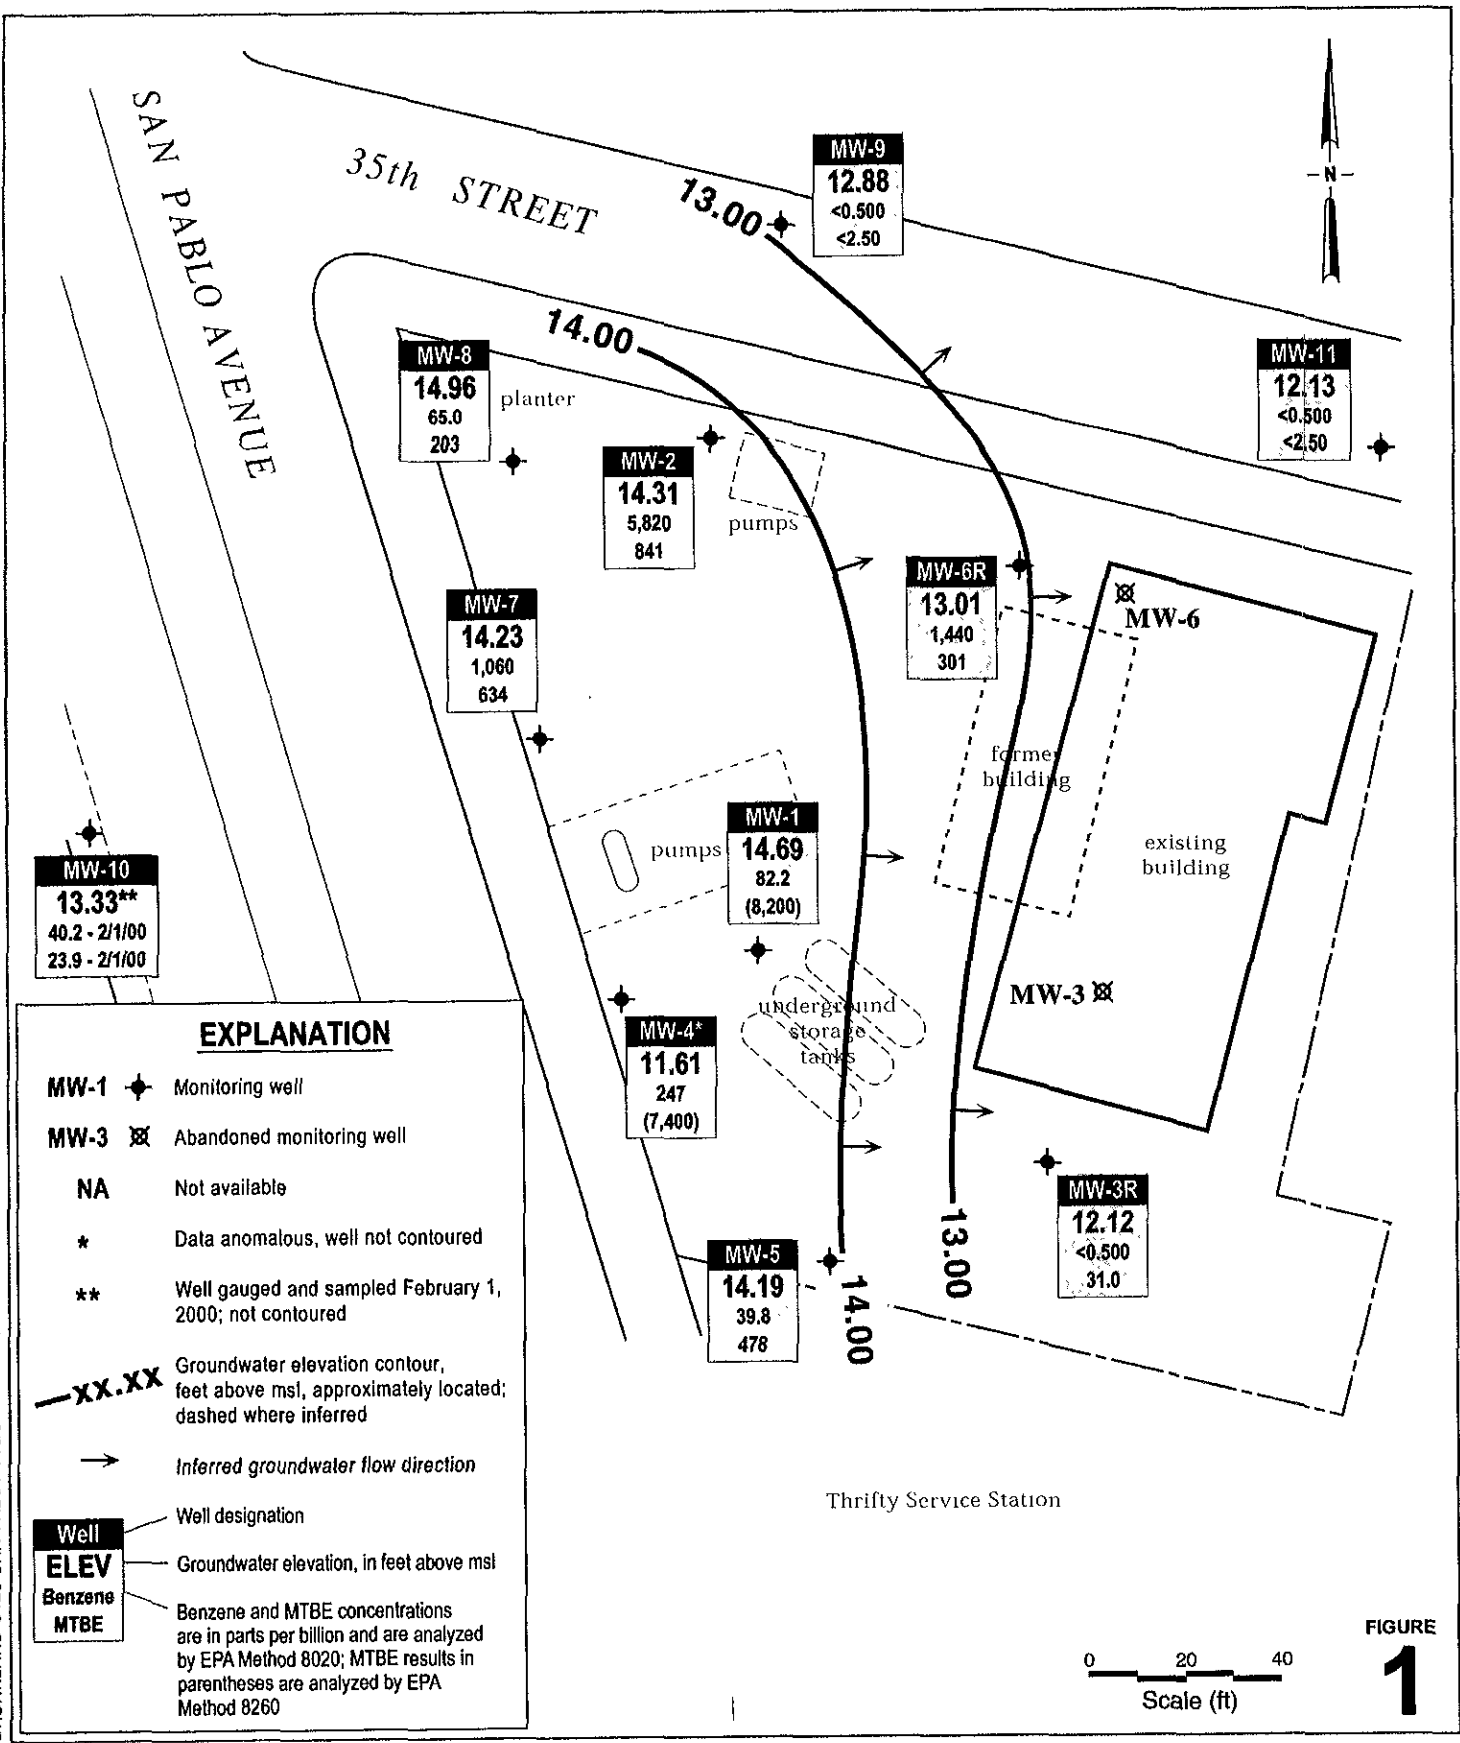 SAN PABLO AVENUE
35th STREET
13.00
MW-9
12.88
<0.500
<2.50
N
14.00
MW-8
14.96
65.0
203
planter
MW-2
14.31
5,820
841
pumps
MW-11
12.13
<0.500
<2.50
MW-7
14.23
1,060
634
MW-6R
13.01
1,440
301
MW-6
former
building
existing
building
pumps
MW-1
14.69
82.2
(8,200)
MW-10
13.33**
40.2 - 2/1/00
23.9 - 2/1/00
MW-3
underground
storage
tanks
MW-4*
11.61
247
(7,400)
MW-3R
12.12
<0.500
31.0
MW-5
14.19
39.8
478
14.00
13.00
Thrifty Service Station
EXPLANATION
MW-1 Monitoring well
MW-3 Abandoned monitoring well
NA Not available
* Data anomalous, well not contoured
** Well gauged and sampled February 1,
2000; not contoured
XX.XX Groundwater elevation contour,
feet above msl, approximately located;
dashed where inferred
Inferred groundwater flow direction
Well
ELEV
Benzene
MTBE
Well designation
Groundwater elevation, in feet above msl
Benzene and MTBE concentrations
are in parts per billion and are analyzed
by EPA Method 8020; MTBE results in
parentheses are analyzed by EPA
Method 8260
0 20 40
Scale (ft)
FIGURE
1